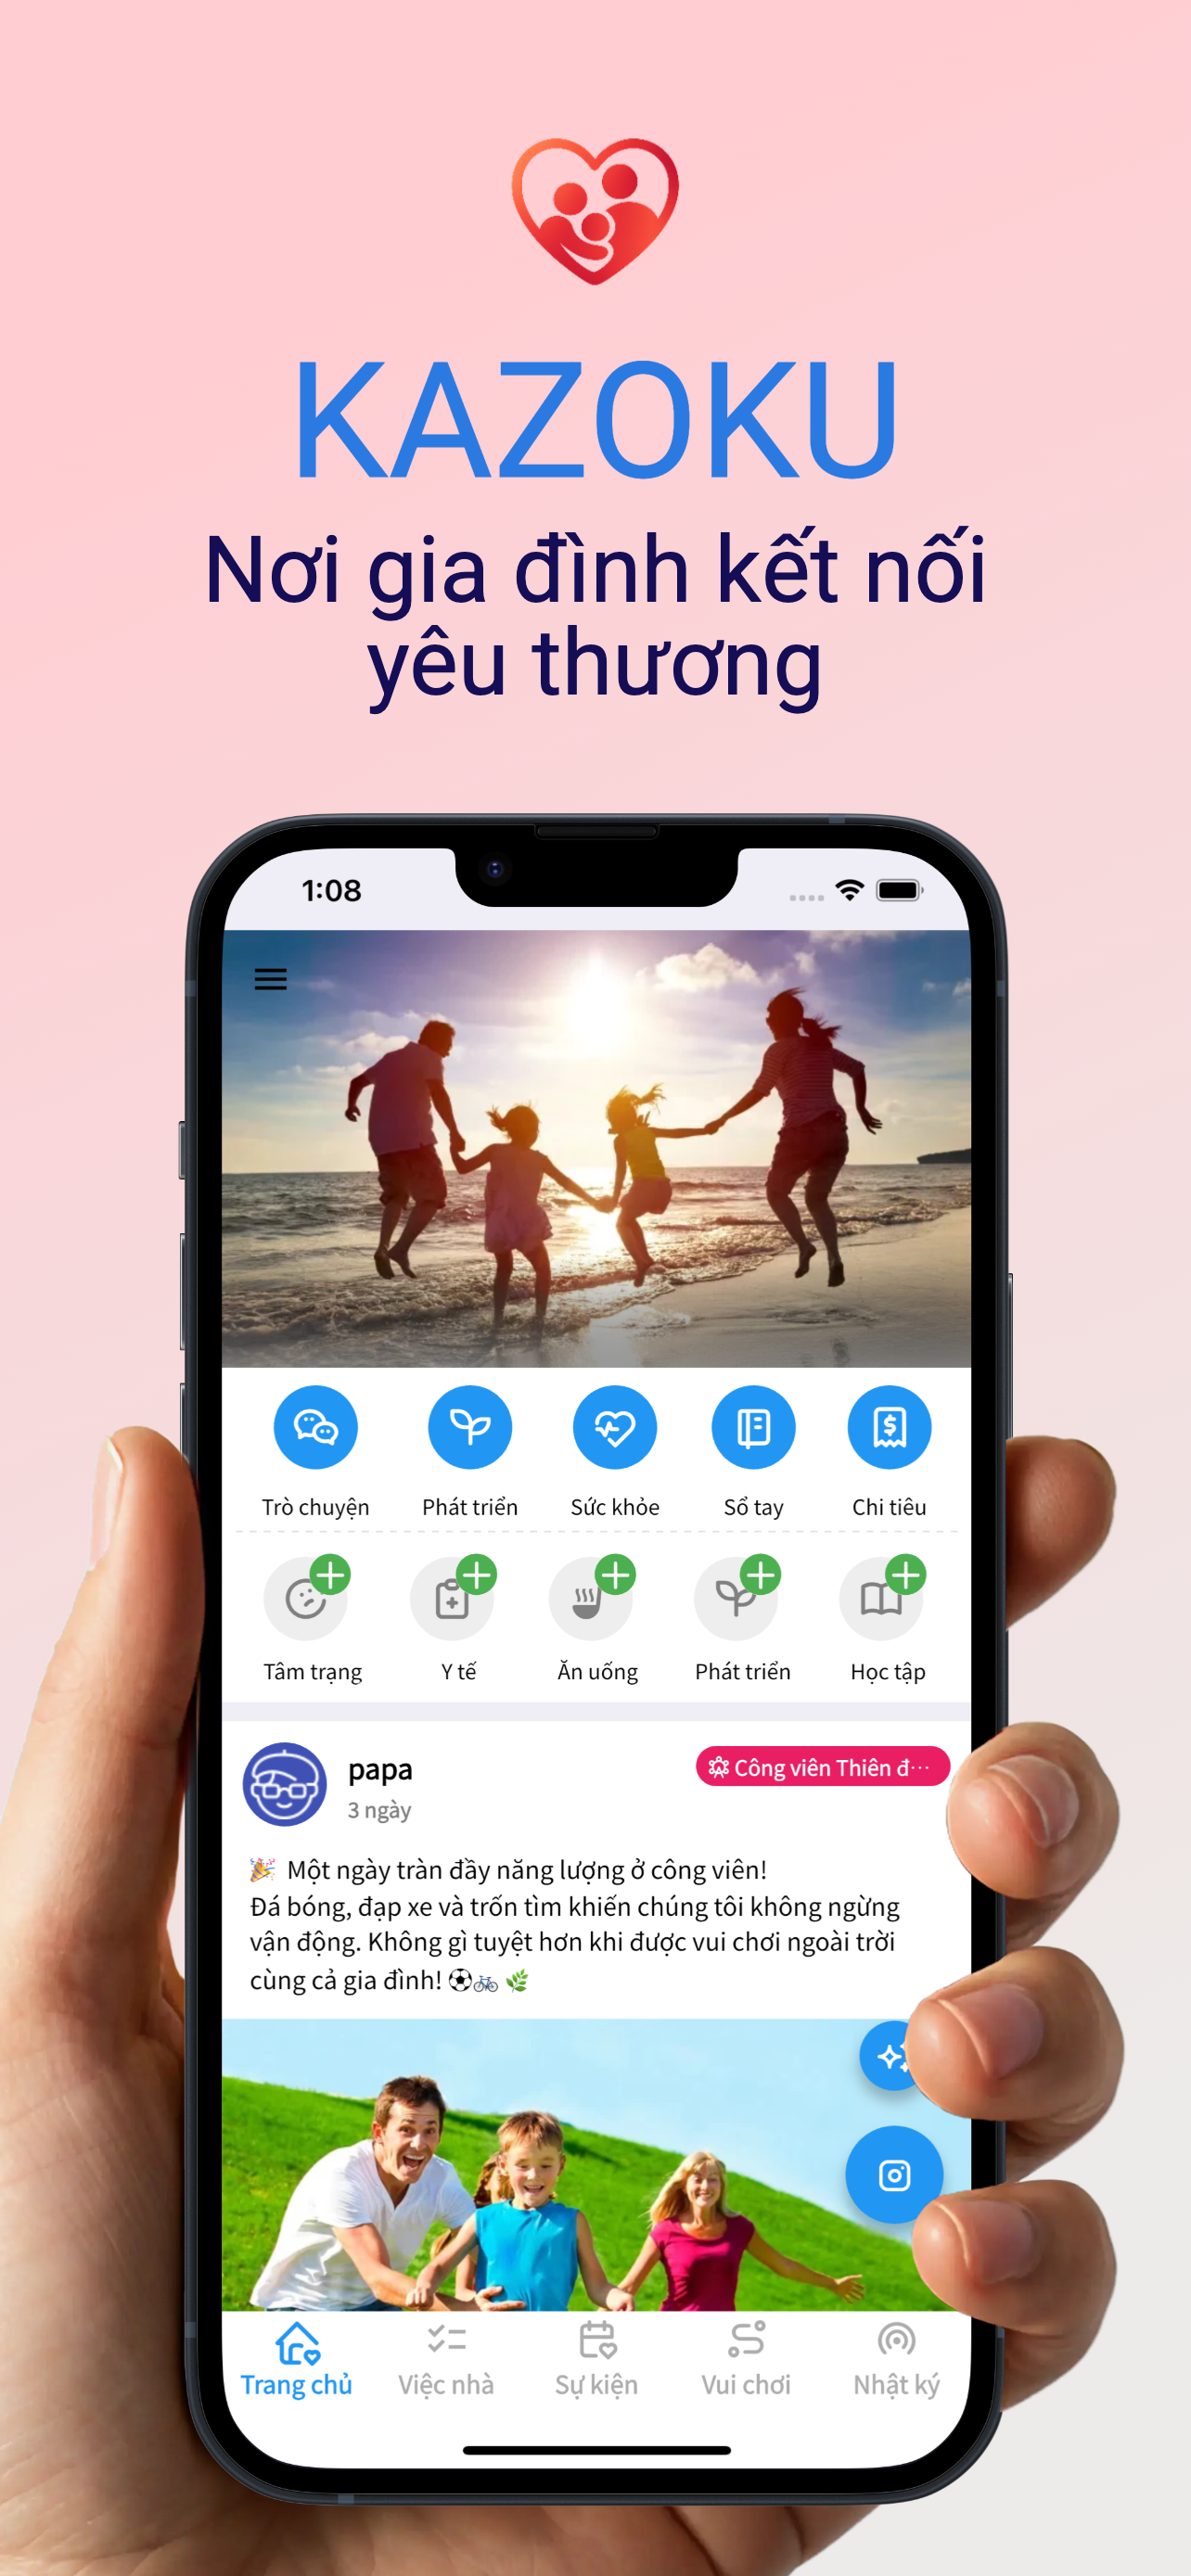 KAZOKU
Nơi gia đình kết nối
yêu thương
1:08
Trò chuyện
Phát triển
Sức khỏe
Sổ tay
Chi tiêu
Tâm trạng
Y tế
Ăn uống
Phát triển
Học tập
papa
Công viên Thiên đ…
3 ngày
🎉 Một ngày tràn đầy năng lượng ở công viên!
Đá bóng, đạp xe và trốn tìm khiến chúng tôi không ngừng
vận động. Không gì tuyệt hơn khi được vui chơi ngoài trời
cùng cả gia đình! ⚽🚲 🌿
Trang chủ
Việc nhà
Sự kiện
Vui chơi
Nhật ký